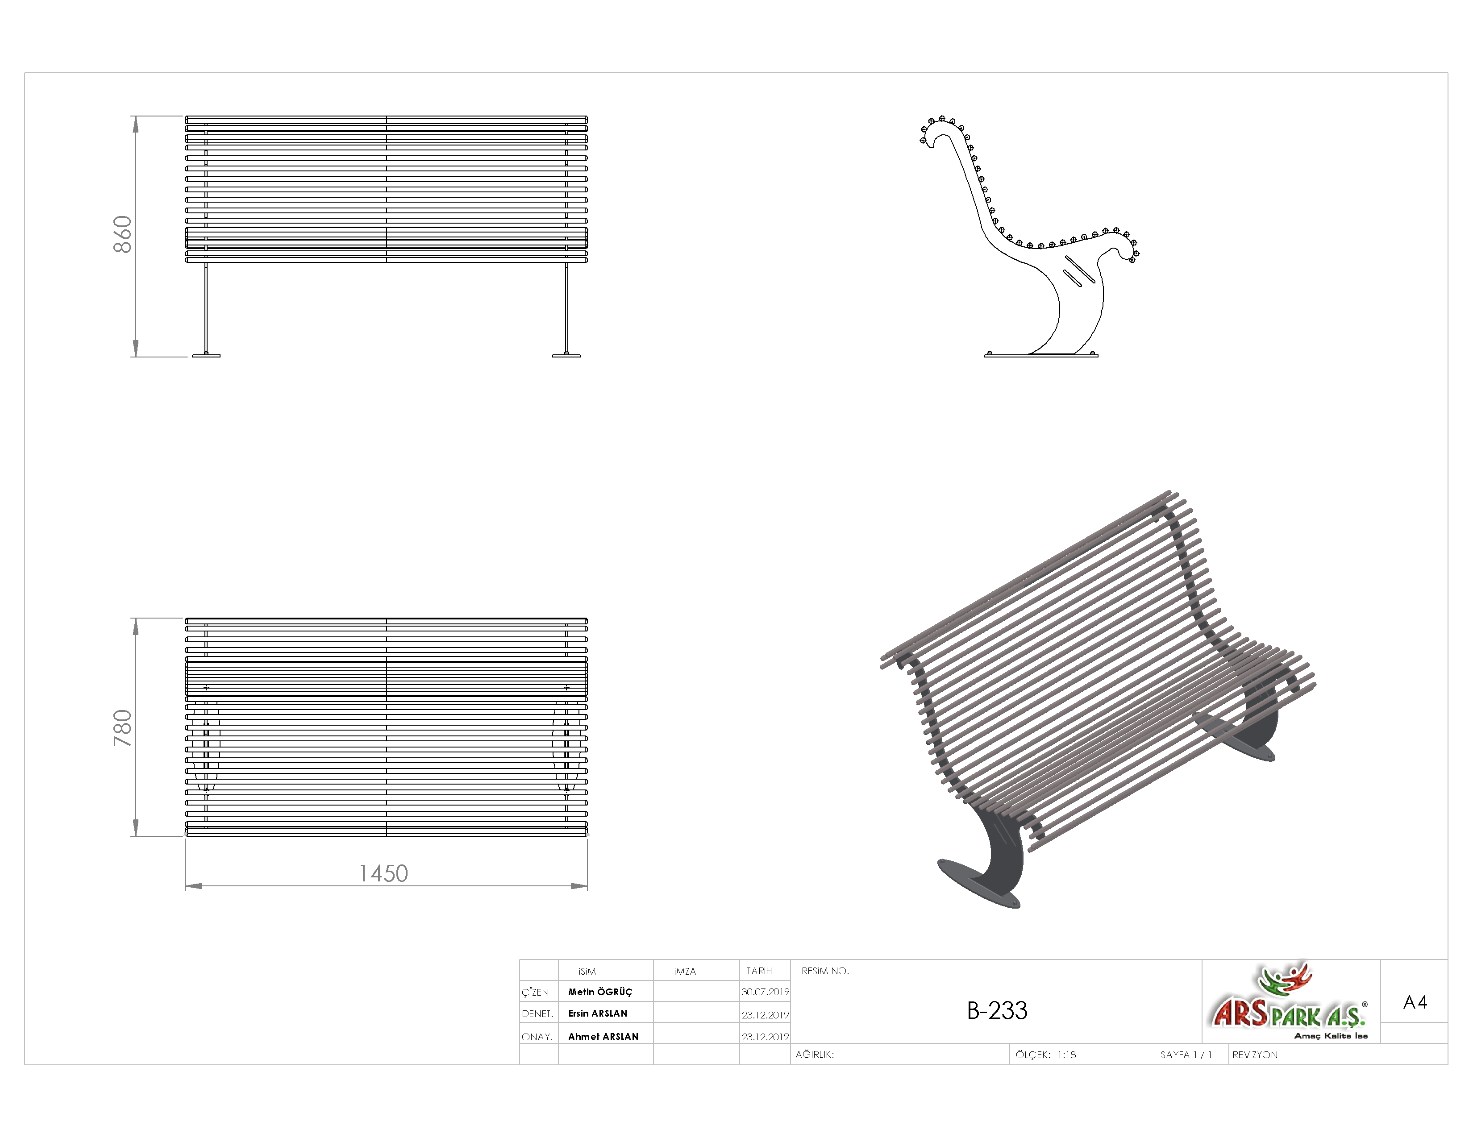 860
780
1450
İSİM İMZA TARİH RESİM NO.
ÇİZEN. Metin ÖGRÜÇ 30.07.2019
DENET. Ersin ARSLAN 23.12.2019
ONAY. Ahmet ARSLAN 23.12.2019
B-233
ARSPARK A.Ş.®
Amaç Kalite İse
A4
AĞIRLIK: ÖLÇEK: 1:15 SAYFA 1 / 1 REVİZYON